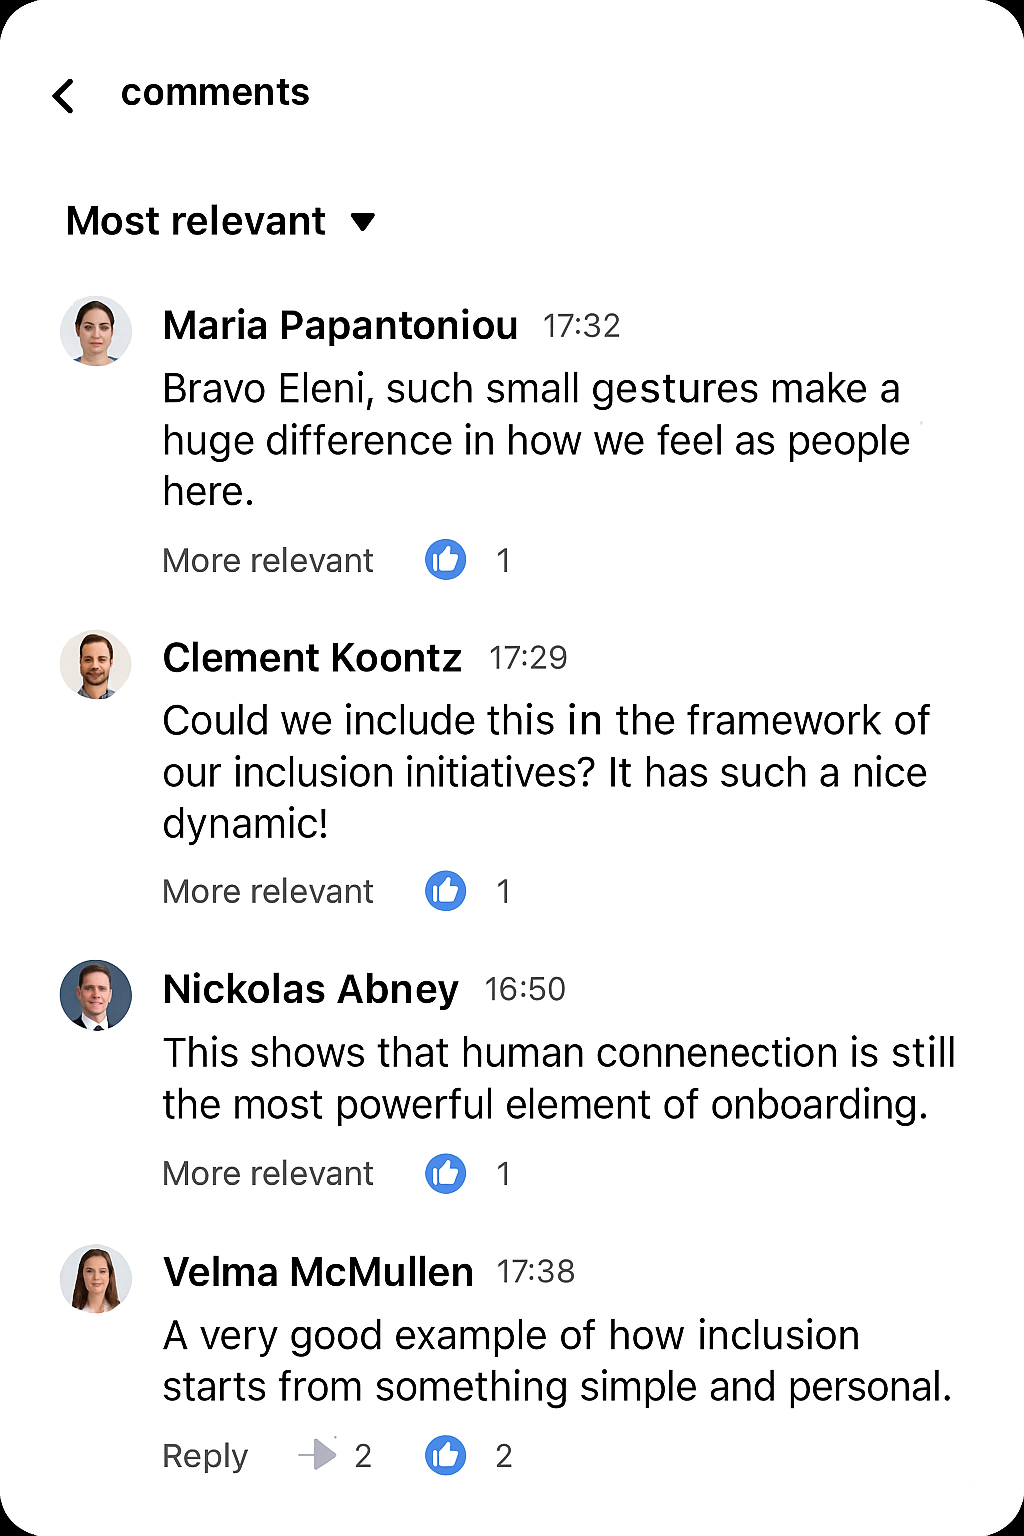 comments
Most relevant
Maria Papantoniou 17:32
Bravo Eleni, such small gestures make a
huge difference in how we feel as people
here.
More relevant 1
Clement Koontz 17:29
Could we include this in the framework of
our inclusion initiatives? It has such a nice
dynamic!
More relevant 1
Nickolas Abney 16:50
This shows that human connenection is still
the most powerful element of onboarding.
More relevant 1
Velma McMullen 17:38
A very good example of how inclusion
starts from something simple and personal.
Reply 2 2